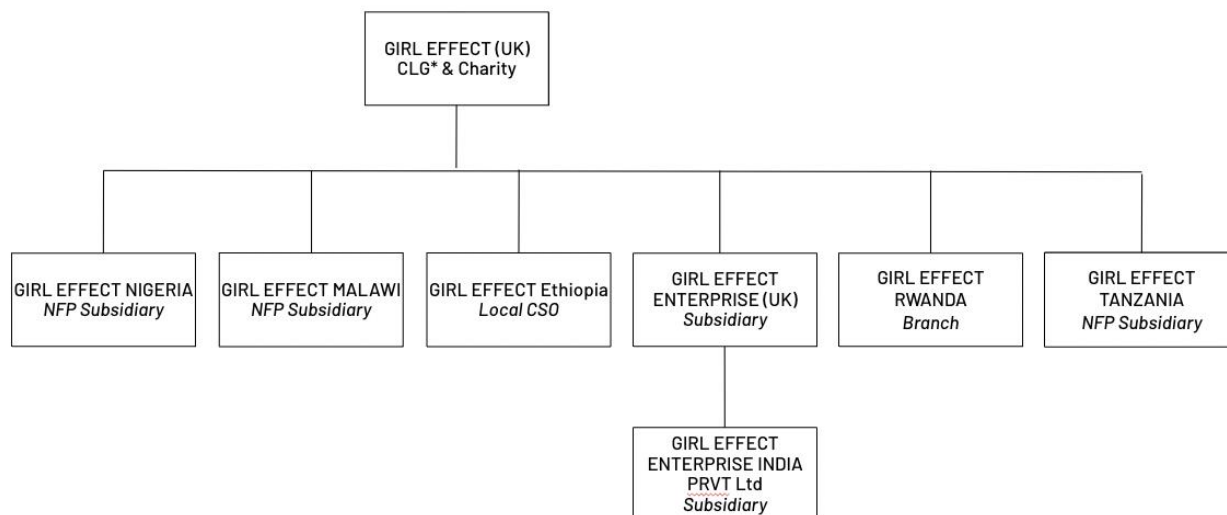 GIRL EFFECT (UK)
CLG* & Charity
GIRL EFFECT NIGERIA
NFP Subsidiary
GIRL EFFECT MALAWI
NFP Subsidiary
GIRL EFFECT Ethiopia
Local CSO
GIRL EFFECT
ENTERPRISE (UK)
Subsidiary
GIRL EFFECT
RWANDA
Branch
GIRL EFFECT
TANZANIA
NFP Subsidiary
GIRL EFFECT
ENTERPRISE INDIA
PRVT Ltd
Subsidiary